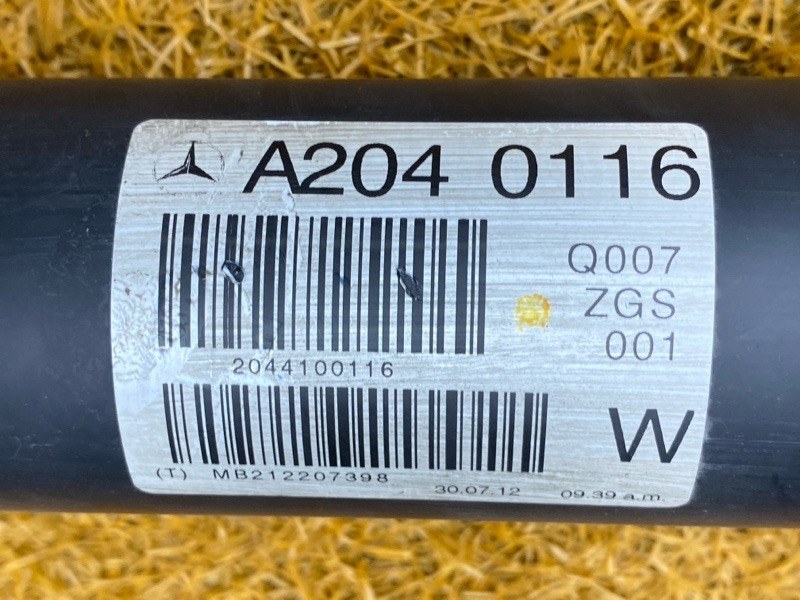 A204 0116
Q007
ZGS
001
2044100116
W
(T) MB212207398
30.07.12 09.39 a.m.